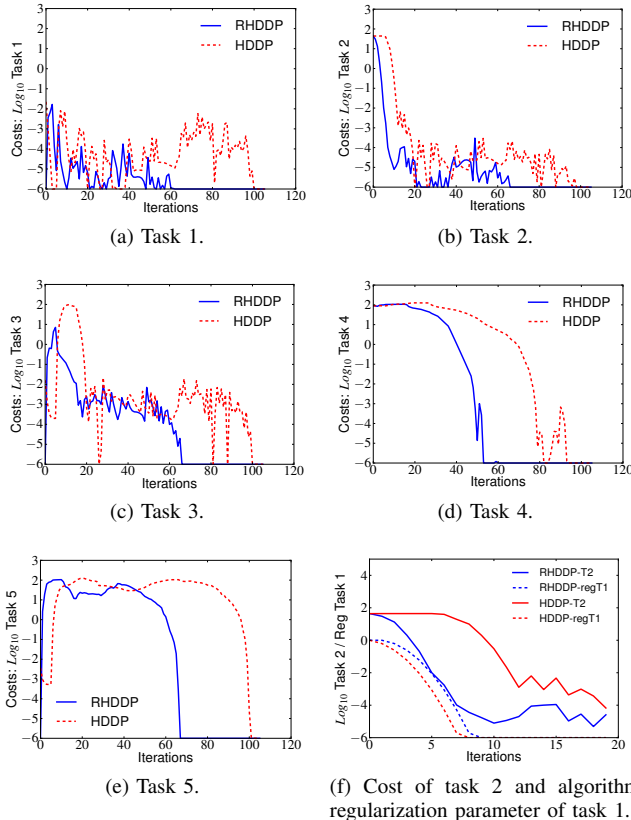 3
2
1
0
−1
−2
−3
−4
−5
−6
Costs: Log10 Task 1
RHDDP
HDDP
0 20 40 60 80 100 120
Iterations
(a) Task 1.
3
2
1
0
−1
−2
−3
−4
−5
−6
Costs: Log10 Task 2
RHDDP
HDDP
0 20 40 60 80 100 120
Iterations
(b) Task 2.
3
2
1
0
−1
−2
−3
−4
−5
−6
Costs: Log10 Task 3
RHDDP
HDDP
0 20 40 60 80 100 120
Iterations
(c) Task 3.
3
2
1
0
−1
−2
−3
−4
−5
−6
Costs: Log10 Task 4
RHDDP
HDDP
0 20 40 60 80 100 120
Iterations
(d) Task 4.
3
2
1
0
−1
−2
−3
−4
−5
−6
Costs: Log10 Task 5
RHDDP
HDDP
0 20 40 60 80 100 120
Iterations
(e) Task 5.
4
2
0
−2
−4
−6
Log10 Task 2 / Reg Task 1
RHDDP-T2
RHDDP-regT1
HDDP-T2
HDDP-regT1
0 5 10 15 20
Iterations
(f) Cost of task 2 and algorithm
regularization parameter of task 1.